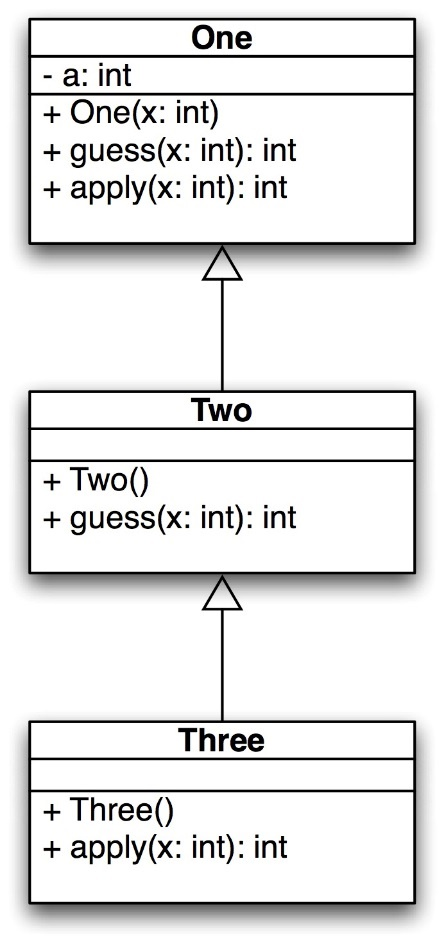 One
- a: int
+ One(x: int)
+ guess(x: int): int
+ apply(x: int): int
Two
+ Two()
+ guess(x: int): int
Three
+ Three()
+ apply(x: int): int